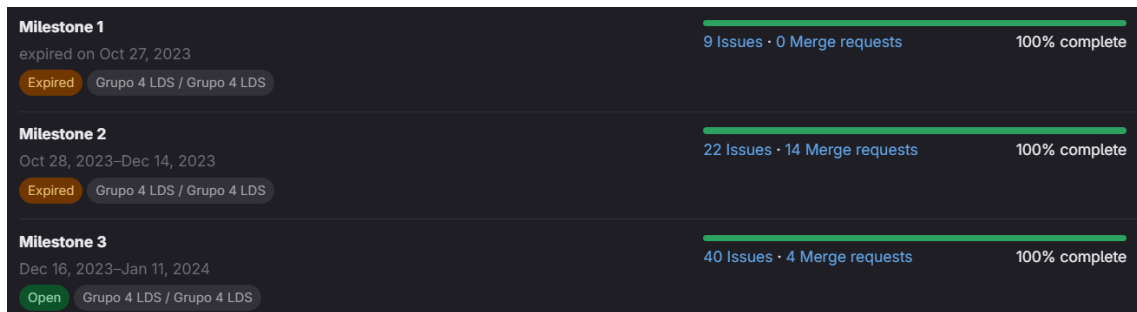 Milestone 1
9 Issues · 0 Merge requests 100% complete
expired on Oct 27, 2023
Expired Grupo 4 LDS / Grupo 4 LDS
Milestone 2
22 Issues · 14 Merge requests 100% complete
Oct 28, 2023–Dec 14, 2023
Expired Grupo 4 LDS / Grupo 4 LDS
Milestone 3
40 Issues · 4 Merge requests 100% complete
Dec 16, 2023–Jan 11, 2024
Open Grupo 4 LDS / Grupo 4 LDS